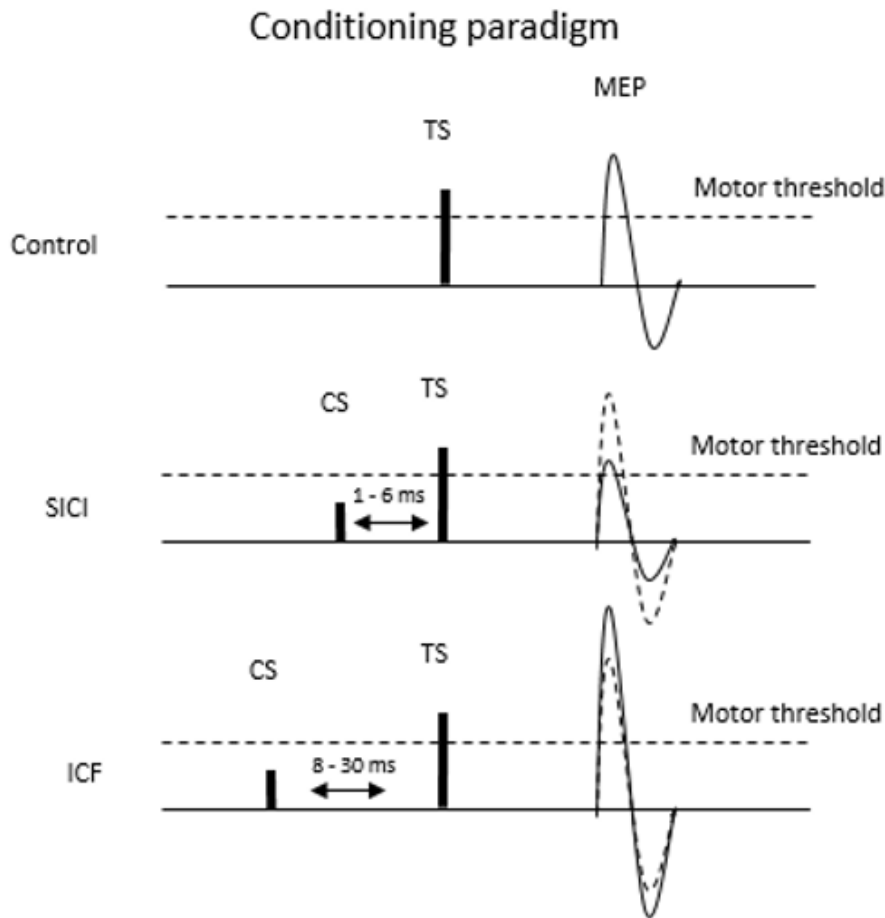 Conditioning paradigm
MEP
TS
Motor threshold
Control
CS
TS
Motor threshold
1 - 6 ms
SICI
CS
TS
Motor threshold
8 - 30 ms
ICF